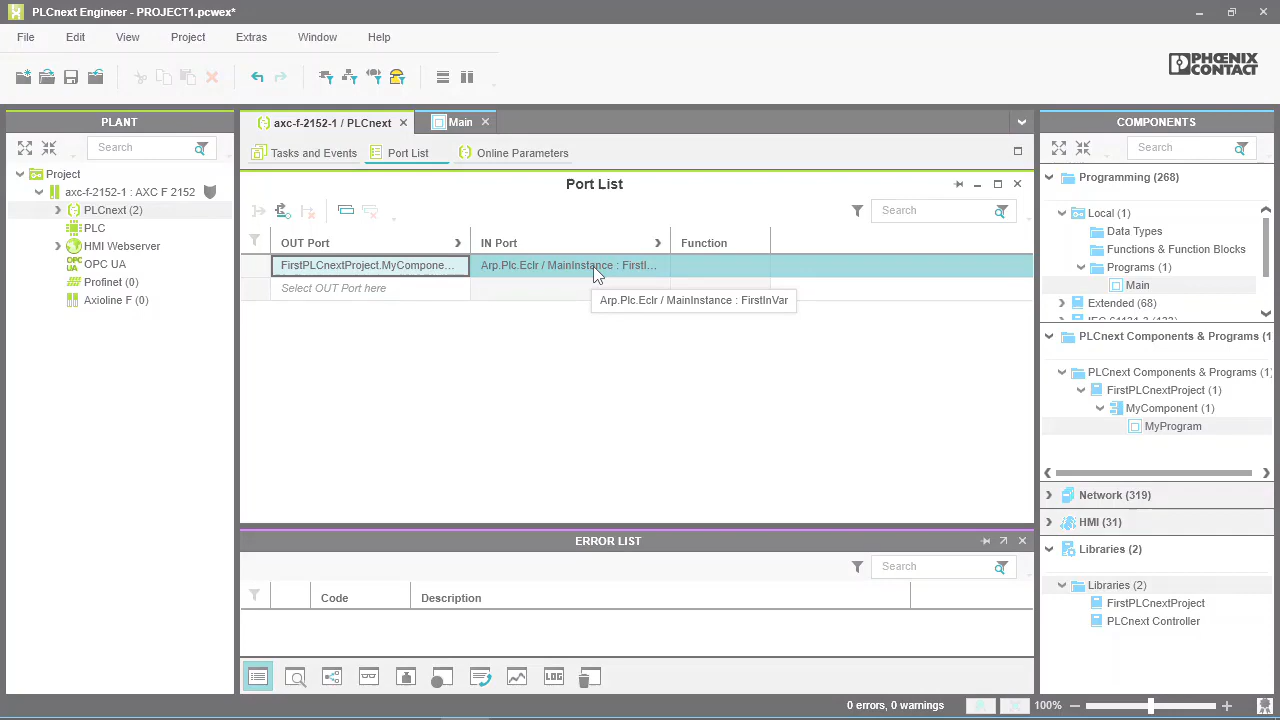 PLCnext Engineer - PROJECT1.pcwex*
File Edit View Project Extras Window Help
PHOENIX
CONTACT
PLANT
Search
Project
axc-f-2152-1 : AXC F 2152
PLCnext (2)
PLC
HMI Webserver
OPC UA
OPC UA
Profinet (0)
Axioline F (0)
axc-f-2152-1 / PLCnext
Main
Tasks and Events Port List Online Parameters
Port List
Search
OUT Port IN Port Function
FirstPLCnextProject.MyCompone... Arp.Plc.Eclr / MainInstance : FirstI...
Select OUT Port here
Arp.Plc.Eclr / MainInstance : FirstInVar
ERROR LIST
Search
Code Description
LOG
COMPONENTS
Search
Programming (268)
Local (1)
Data Types
Functions & Function Blocks
Programs (1)
Main
Extended (68)
PLCnext Components & Programs (1
PLCnext Components & Programs (1)
FirstPLCnextProject (1)
MyComponent (1)
MyProgram
Network (319)
HMI (31)
Libraries (2)
Libraries (2)
FirstPLCnextProject
PLCnext Controller
0 errors, 0 warnings
100%